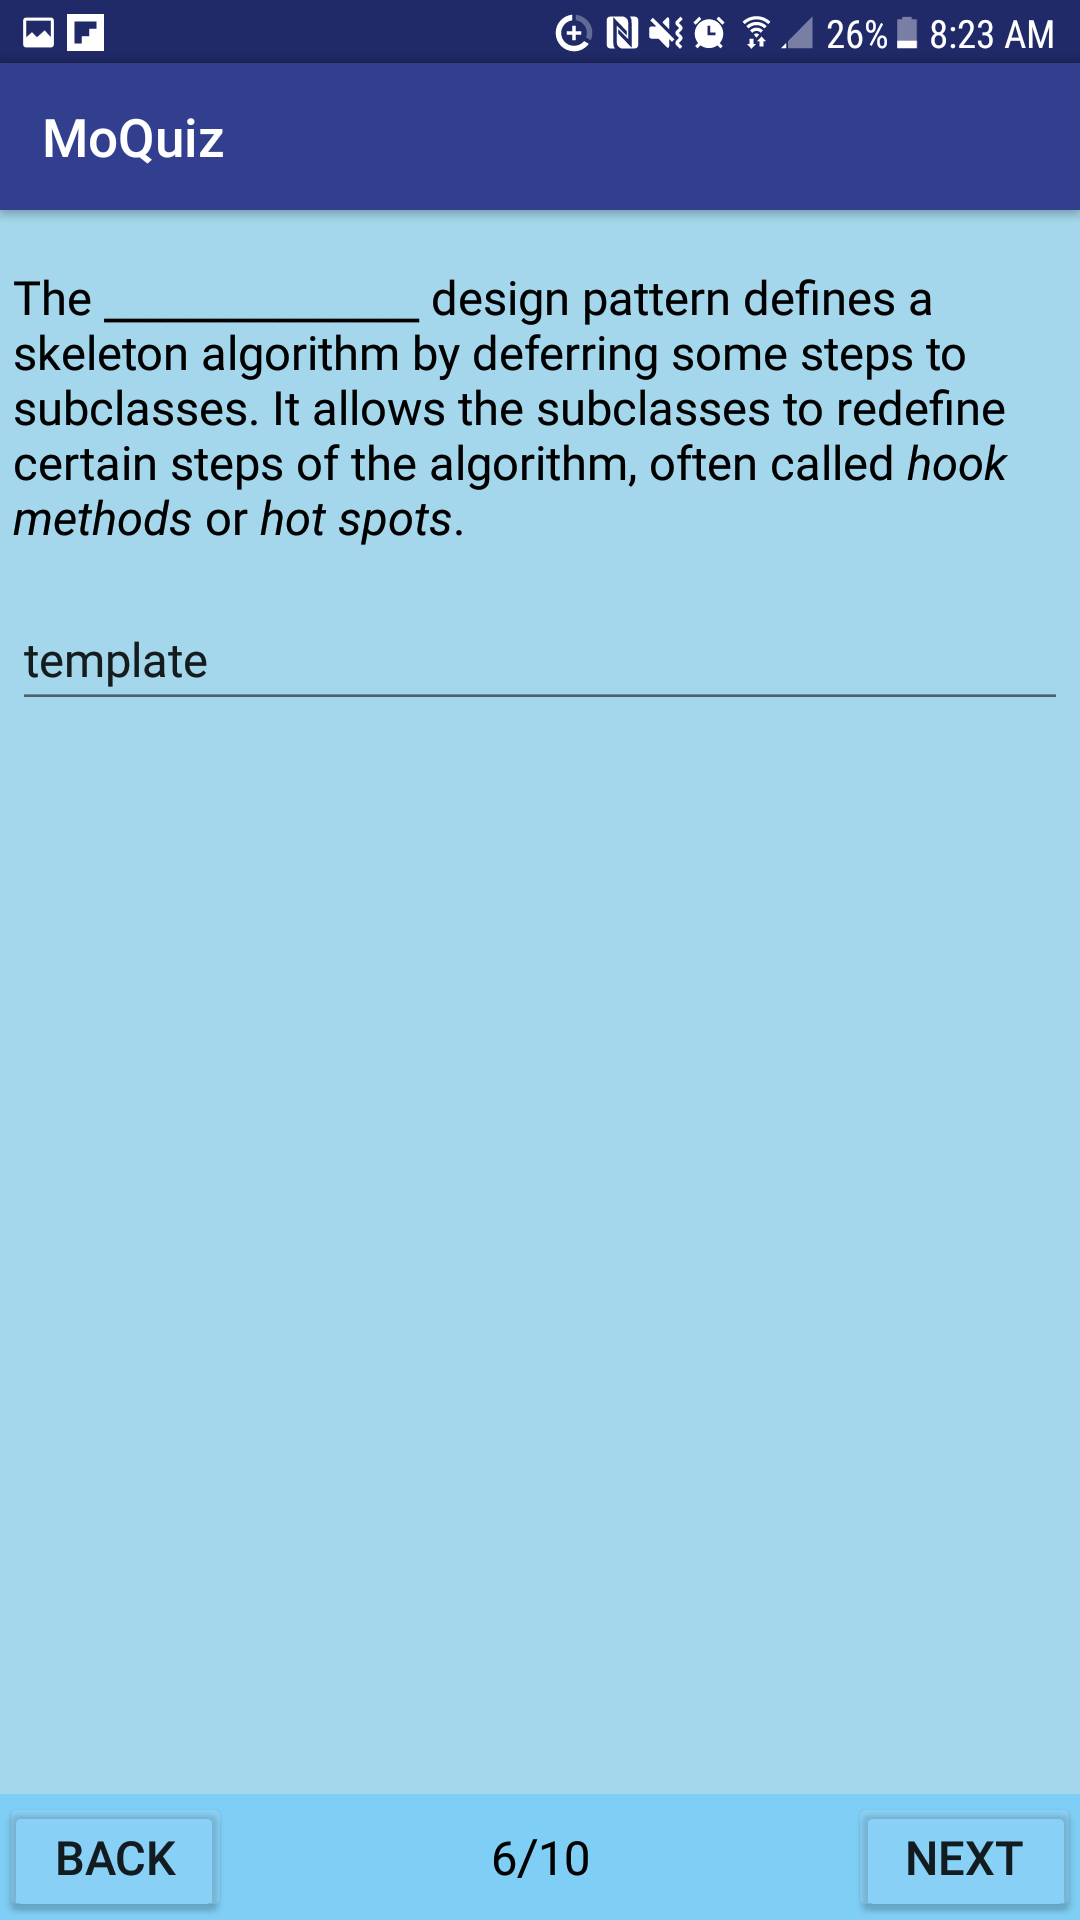 26% 8:23 AM
MoQuiz
The _____________ design pattern defines a
skeleton algorithm by deferring some steps to
subclasses. It allows the subclasses to redefine
certain steps of the algorithm, often called hook
methods or hot spots.
template
BACK 6/10 NEXT